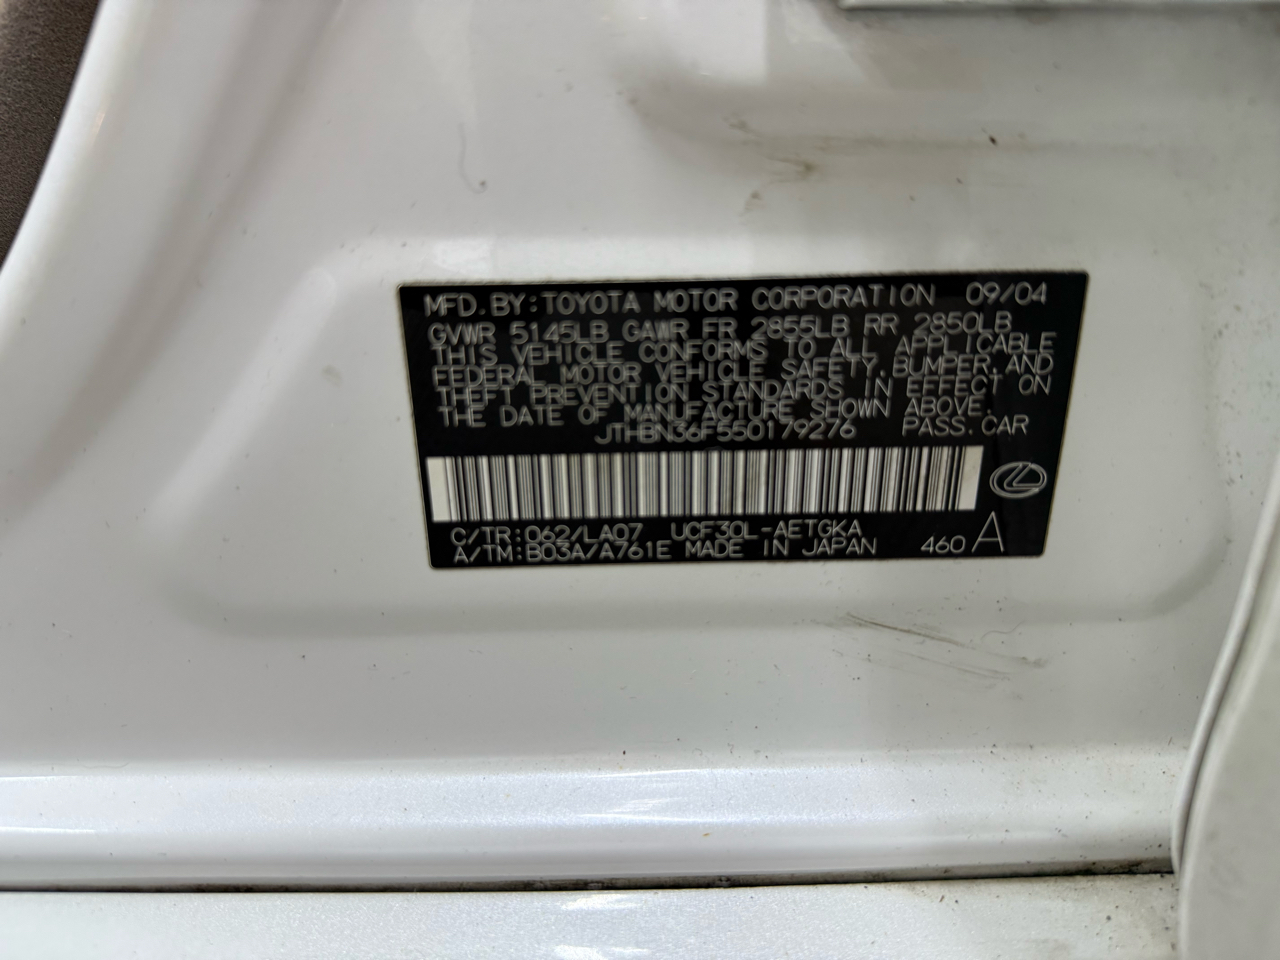 MFD. BY: TOYOTA MOTOR CORPORATION 09/04
GVWR 5145LB GAWR FR 2855LB RR 2850LB
THIS VEHICLE CONFORMS TO ALL APPLICABLE
FEDERAL MOTOR VEHICLE SAFETY, BUMPER, AND
THEFT PREVENTION STANDARDS IN EFFECT ON
THE DATE OF MANUFACTURE SHOWN ABOVE.
JTHBN36F550179276 PASS. CAR
C/TR: 062/LA07 UCF30L-AETGKA
A/TM: B03A/A761E MADE IN JAPAN 460 A